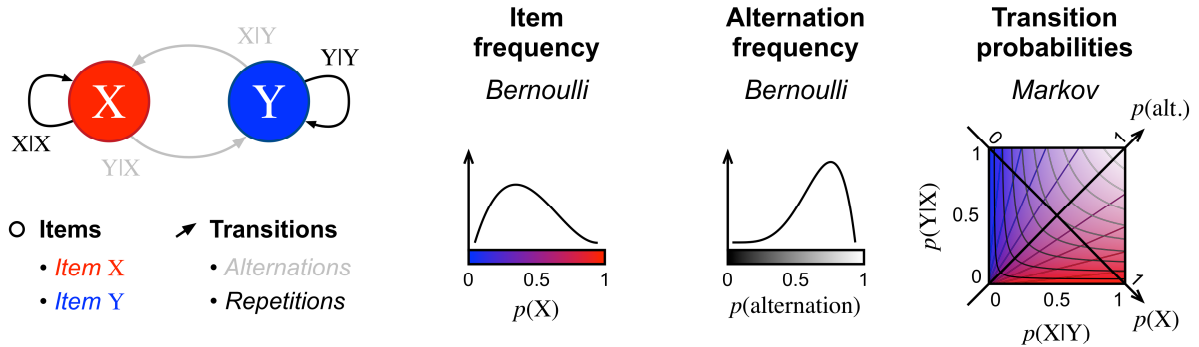 X|Y
Y|Y
X
Y
X|X
Y|X
Items
• Item X
• Item Y
Transitions
• Alternations
• Repetitions
Item
frequency
Bernoulli
0
0.5
1
p(X)
Alternation
frequency
Bernoulli
0
0.5
1
p(alternation)
Transition
probabilities
Markov
p(alt.)
0
1
1
0.5
0
p(Y|X)
0
0.5
1
1
p(X|Y)
p(X)